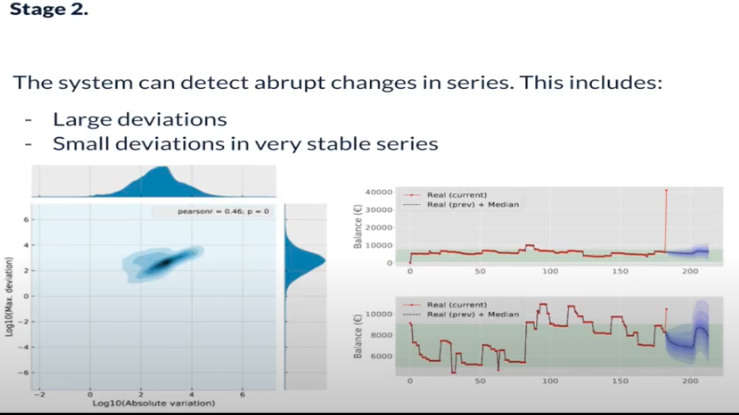 Stage 2.
The system can detect abrupt changes in series. This includes:
- Large deviations
- Small deviations in very stable series
pearsonr = 0.46; p = 0
6
4
2
0
−2
−4
−6
Log10(Max. deviation)
−2
0
2
4
6
Log10(Absolute variation)
Real (current)
Real (prev) + Median
40000
30000
20000
10000
0
Balance (€)
0
50
100
150
200
Real (current)
Real (prev) + Median
10000
8000
6000
Balance (€)
0
50
100
150
200